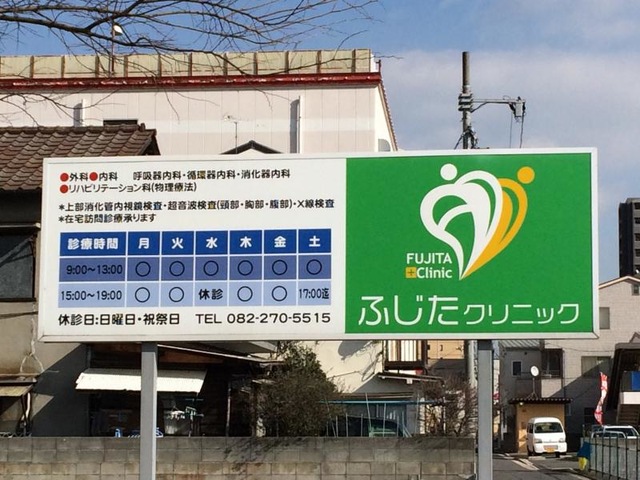 ●外科●内科 呼吸器内科・循環器内科・消化器内科
●リハビリテーション科(物理療法)
*上部消化管内視鏡検査・超音波検査(頸部・胸部・腹部)・X線検査
*在宅訪問診療承ります
診療時間 月 火 水 木 金 土
9:00〜13:00 ○ ○ ○ ○ ○ ○
15:00〜19:00 ○ ○ 休診 ○ ○ 17:00迄
休診日:日曜日・祝祭日 TEL 082-270-5515
FUJITA
Clinic
ふじたクリニック